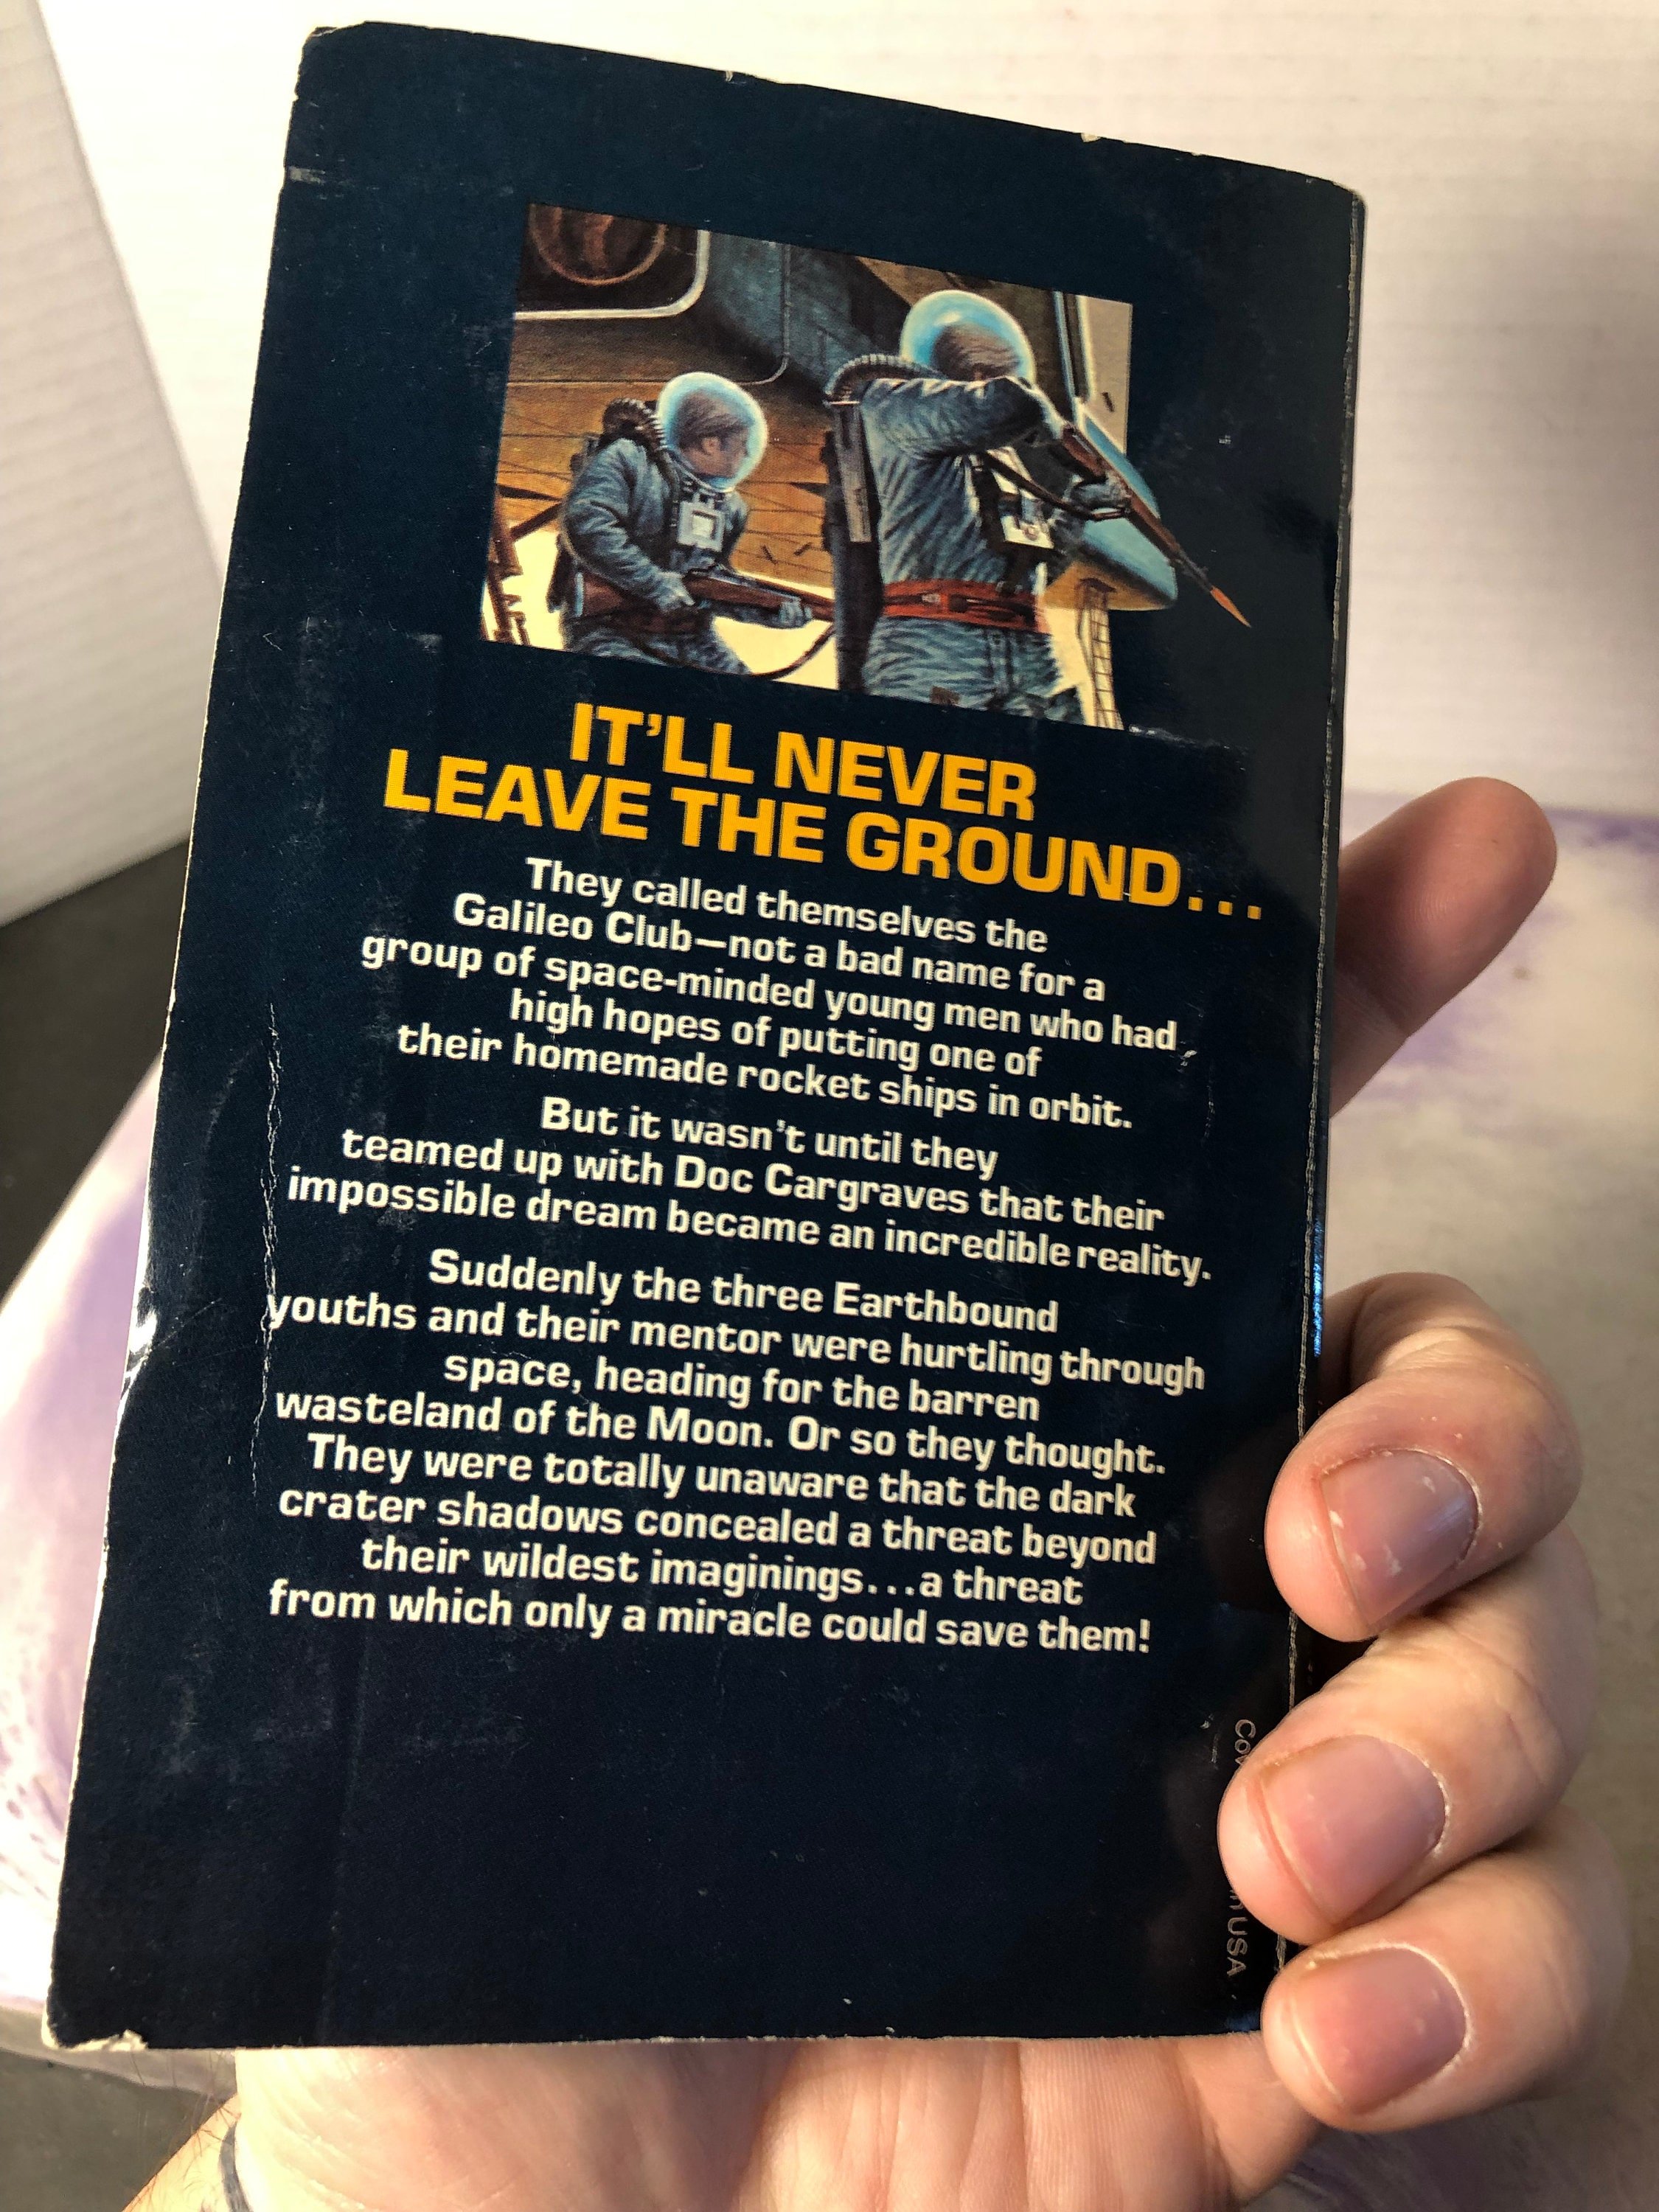 IT'LL NEVER
LEAVE THE GROUND...
They called themselves the
Galileo Club—not a bad name for a
group of space-minded young men who had
high hopes of putting one of
their homemade rocket ships in orbit.
But it wasn't until they
teamed up with Doc Cargraves that their
impossible dream became an incredible reality.
Suddenly the three Earthbound
youths and their mentor were hurtling through
space, heading for the barren
wasteland of the Moon. Or so they thought.
They were totally unaware that the dark
crater shadows concealed a threat beyond
their wildest imaginings...a threat
from which only a miracle could save them!
USA